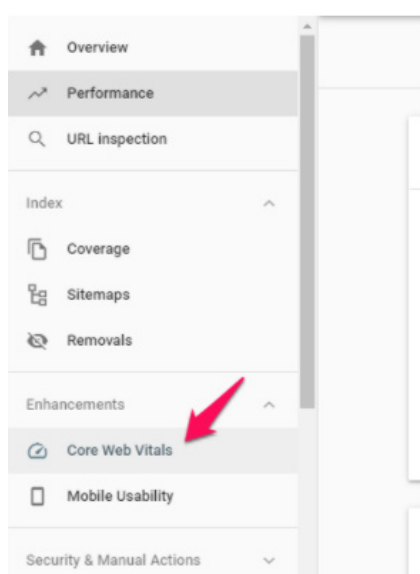 Overview
Performance
URL inspection
Index
Coverage
Sitemaps
Removals
Enhancements
Core Web Vitals
Mobile Usability
Security & Manual Actions